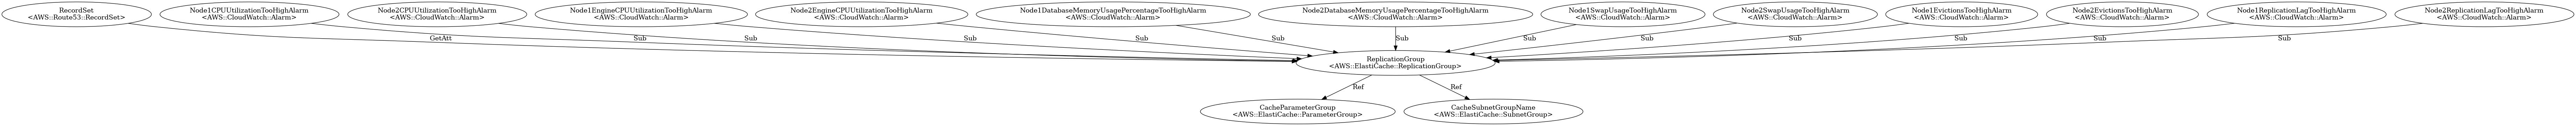 RecordSet
<AWS::Route53::RecordSet>
Node1CPUUtilizationTooHighAlarm
<AWS::CloudWatch::Alarm>
Node2CPUUtilizationTooHighAlarm
<AWS::CloudWatch::Alarm>
Node1EngineCPUUtilizationTooHighAlarm
<AWS::CloudWatch::Alarm>
Node2EngineCPUUtilizationTooHighAlarm
<AWS::CloudWatch::Alarm>
Node1DatabaseMemoryUsagePercentageTooHighAlarm
<AWS::CloudWatch::Alarm>
Node2DatabaseMemoryUsagePercentageTooHighAlarm
<AWS::CloudWatch::Alarm>
Node1SwapUsageTooHighAlarm
<AWS::CloudWatch::Alarm>
Node2SwapUsageTooHighAlarm
<AWS::CloudWatch::Alarm>
Node1EvictionsTooHighAlarm
<AWS::CloudWatch::Alarm>
Node2EvictionsTooHighAlarm
<AWS::CloudWatch::Alarm>
Node1ReplicationLagTooHighAlarm
<AWS::CloudWatch::Alarm>
Node2ReplicationLagTooHighAlarm
<AWS::CloudWatch::Alarm>
GetAtt
Sub
Sub
Sub
Sub
Sub
Sub
Sub
Sub
Sub
Sub
Sub
Sub
ReplicationGroup
<AWS::ElastiCache::ReplicationGroup>
Ref
Ref
CacheParameterGroup
<AWS::ElastiCache::ParameterGroup>
CacheSubnetGroupName
<AWS::ElastiCache::SubnetGroup>